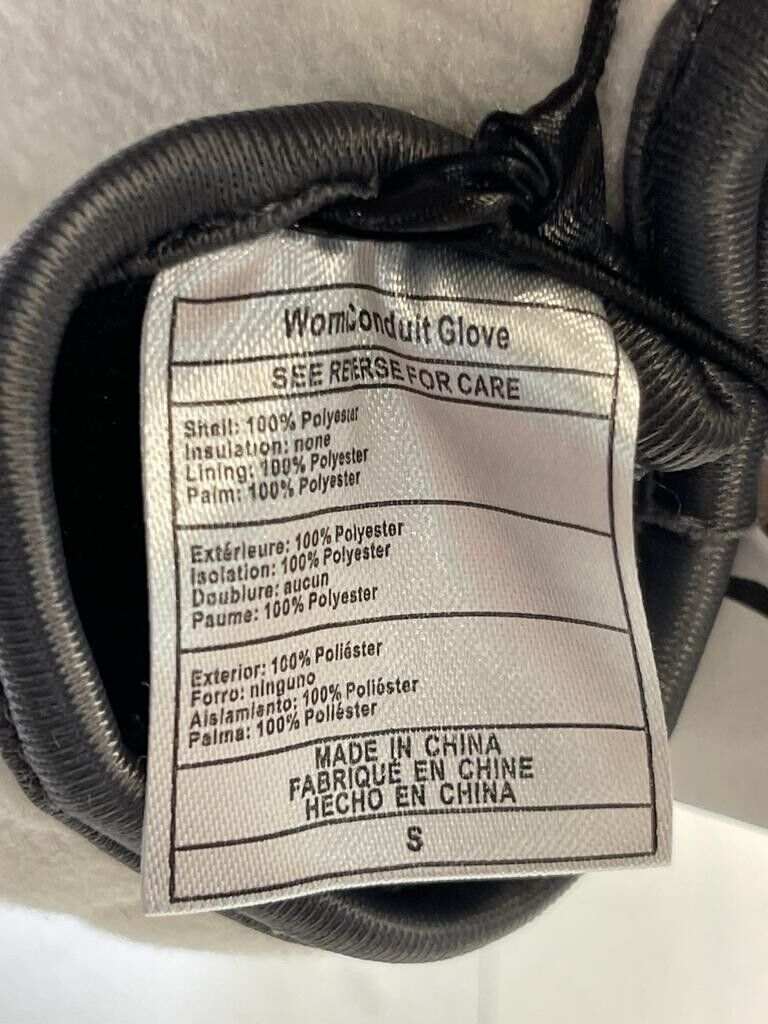 WomConduit Glove
SEE REERSE FOR CARE
Shell: 100% Polyester
Insulation: none
Lining: 100% Polyester
Palm: 100% Polyester
Extérieure: 100% Polyester
Isolation: 100% Polyester
Doublure: aucun
Paume: 100% Polyester
Exterior: 100% Poliéster
Forro: ninguno
Aislamiento: 100% Poliéster
Palma: 100% Poliéster
MADE IN CHINA
FABRIQUÉ EN CHINE
HECHO EN CHINA
S